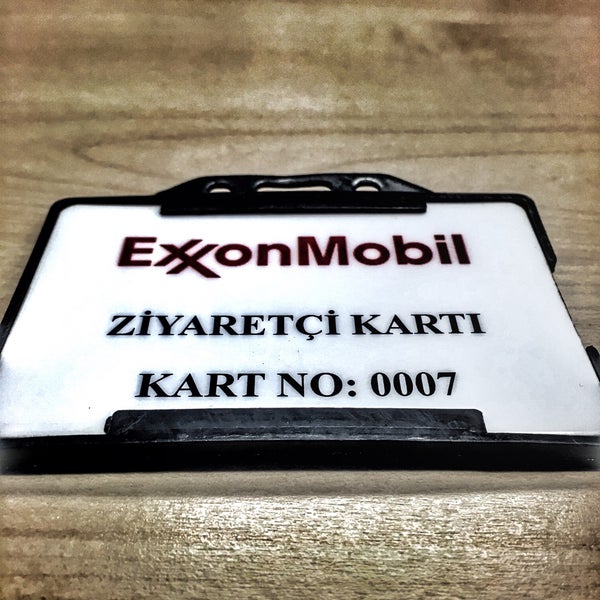 ExxonMobil
ZİYARETÇİ KARTI
KART NO: 0007